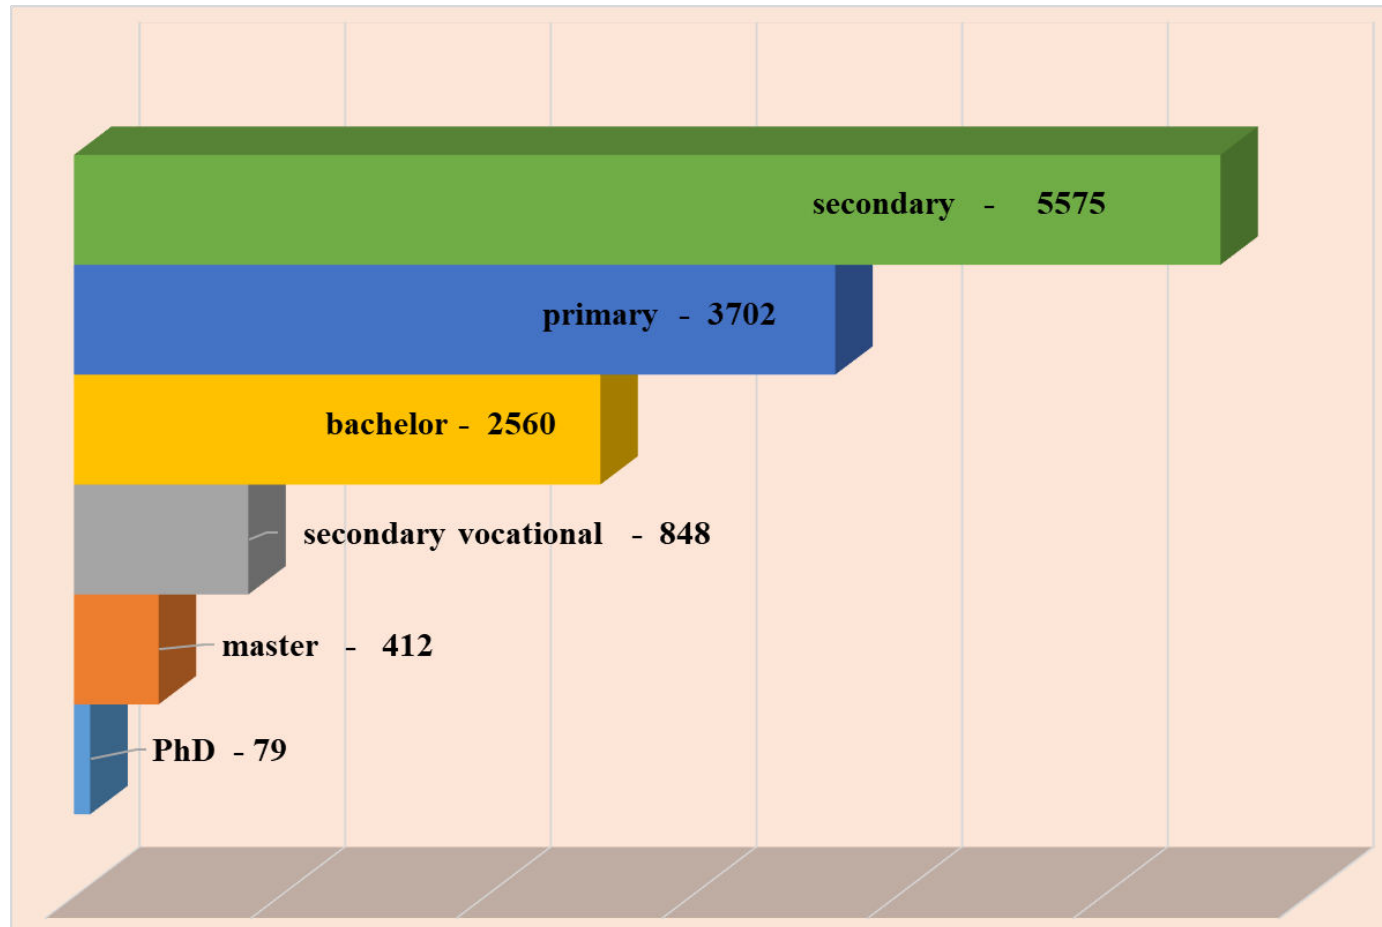 secondary - 5575
primary - 3702
bachelor - 2560
secondary vocational - 848
master - 412
PhD - 79